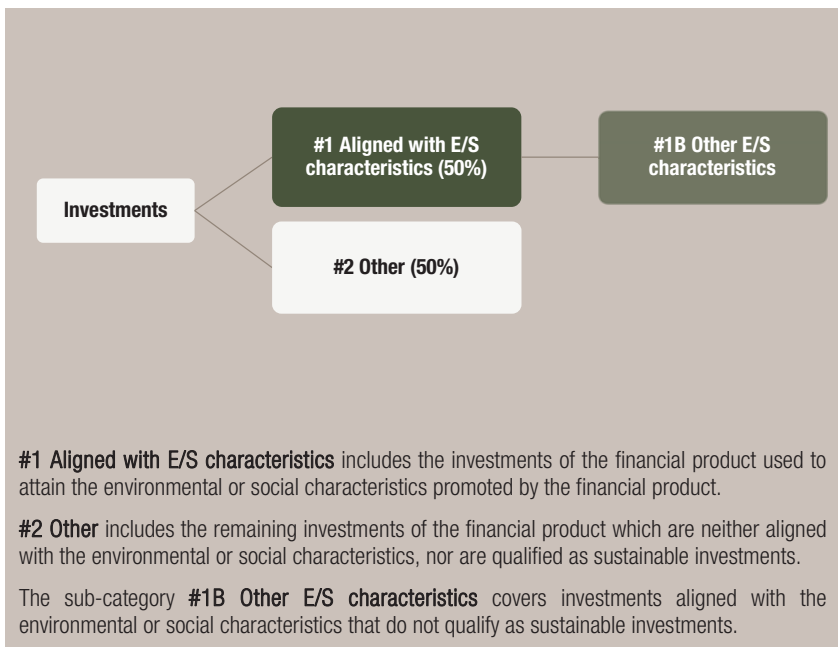 #1 Aligned with E/S
characteristics (50%)
#1B Other E/S
characteristics
Investments
#2 Other (50%)
#1 Aligned with E/S characteristics includes the investments of the financial product used to
attain the environmental or social characteristics promoted by the financial product.
#2 Other includes the remaining investments of the financial product which are neither aligned
with the environmental or social characteristics, nor are qualified as sustainable investments.
The sub-category #1B Other E/S characteristics covers investments aligned with the
environmental or social characteristics that do not qualify as sustainable investments.